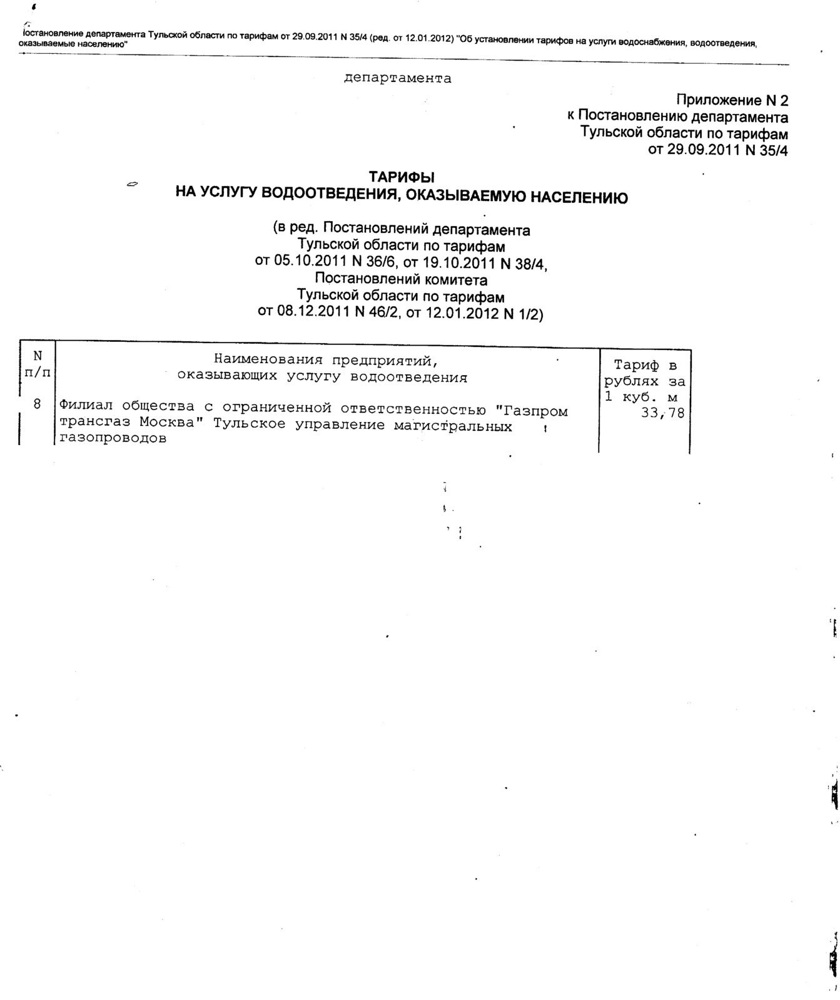 остановление департамента Тульской области по тарифам от 29.09.2011 N 35/4 (ред. от 12.01.2012) "Об установлении тарифов на услуги водоснабжения, водоотведения,
оказываемые населению"
департамента
Приложение N 2
к Постановлению департамента
Тульской области по тарифам
от 29.09.2011 N 35/4
ТАРИФЫ
НА УСЛУГУ ВОДООТВЕДЕНИЯ, ОКАЗЫВАЕМУЮ НАСЕЛЕНИЮ
(в ред. Постановлений департамента
Тульской области по тарифам
от 05.10.2011 N 36/6, от 19.10.2011 N 38/4,
Постановлений комитета
Тульской области по тарифам
от 08.12.2011 N 46/2, от 12.01.2012 N 1/2)
N
п/п
Наименования предприятий,
оказывающих услугу водоотведения
Тариф в
рублях за
1 куб. м
8
Филиал общества с ограниченной ответственностью "Газпром
трансгаз Москва" Тульское управление магистральных
газопроводов
33,78